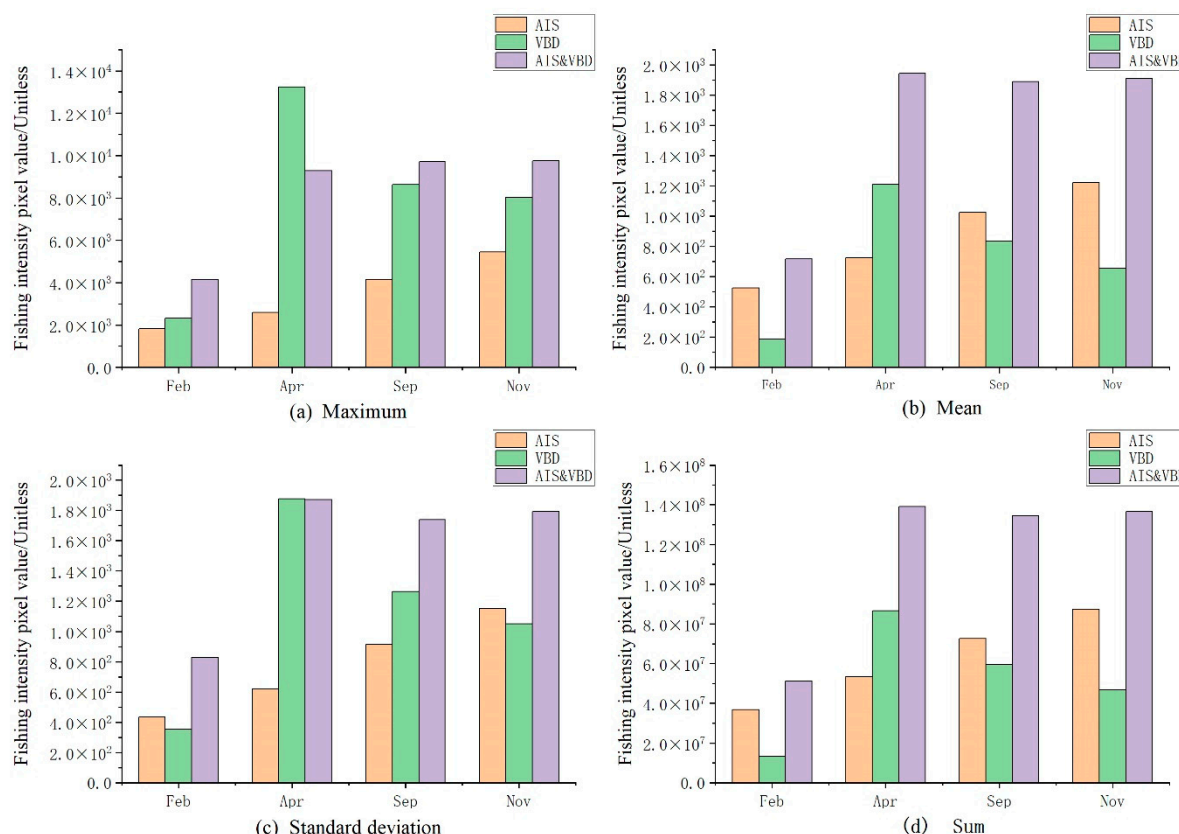 AIS
VBD
AIS&VBD
Fishing intensity pixel value/Unitless
1.4×10⁴
1.2×10⁴
1.0×10⁴
8.0×10³
6.0×10³
4.0×10³
2.0×10³
0.0
Feb Apr Sep Nov
(a) Maximum
AIS
VBD
AIS&VBD
Fishing intensity pixel value/Unitless
2.0×10³
1.8×10³
1.6×10³
1.4×10³
1.2×10³
1.0×10³
8.0×10²
6.0×10²
4.0×10²
2.0×10²
0.0
Feb Apr Sep Nov
(b) Mean
AIS
VBD
AIS&VBD
Fishing intensity pixel value/Unitless
2.0×10³
1.8×10³
1.6×10³
1.4×10³
1.2×10³
1.0×10³
8.0×10²
6.0×10²
4.0×10²
2.0×10²
0.0
Feb Apr Sep Nov
(c) Standard deviation
AIS
VBD
AIS&VBD
Fishing intensity pixel value/Unitless
1.6×10⁸
1.4×10⁸
1.2×10⁸
1.0×10⁸
8.0×10⁷
6.0×10⁷
4.0×10⁷
2.0×10⁷
0.0
Feb Apr Sep Nov
(d) Sum